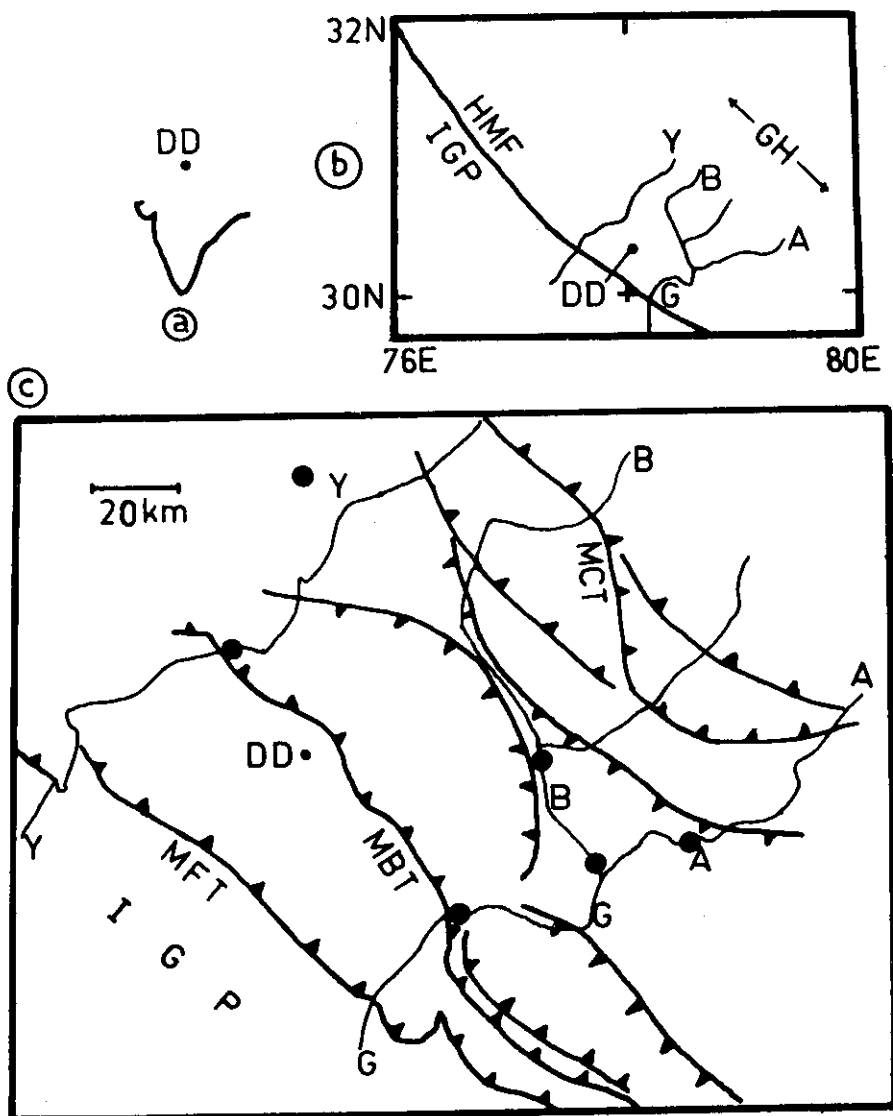 DD
a
b
32N
30N
76E
80E
HMF
IGP
Y
B
GH
A
DD
G
c
20km
Y
B
MCT
A
DD
B
A
Y
MFT
MBT
G
I G P
G